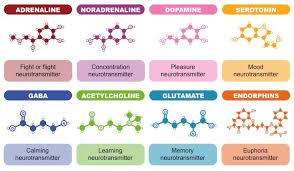 ADRENALINE
Fight or flight
neurotransmitter
NORADRENALINE
Concentration
neurotransmitter
DOPAMINE
Pleasure
neurotransmitter
SEROTONIN
Mood
neurotransmitter
GABA
Calming
neurotransmitter
ACETYLCHOLINE
Learning
neurotransmitter
GLUTAMATE
Memory
neurotransmitter
ENDORPHINS
Euphoria
neurotransmitter